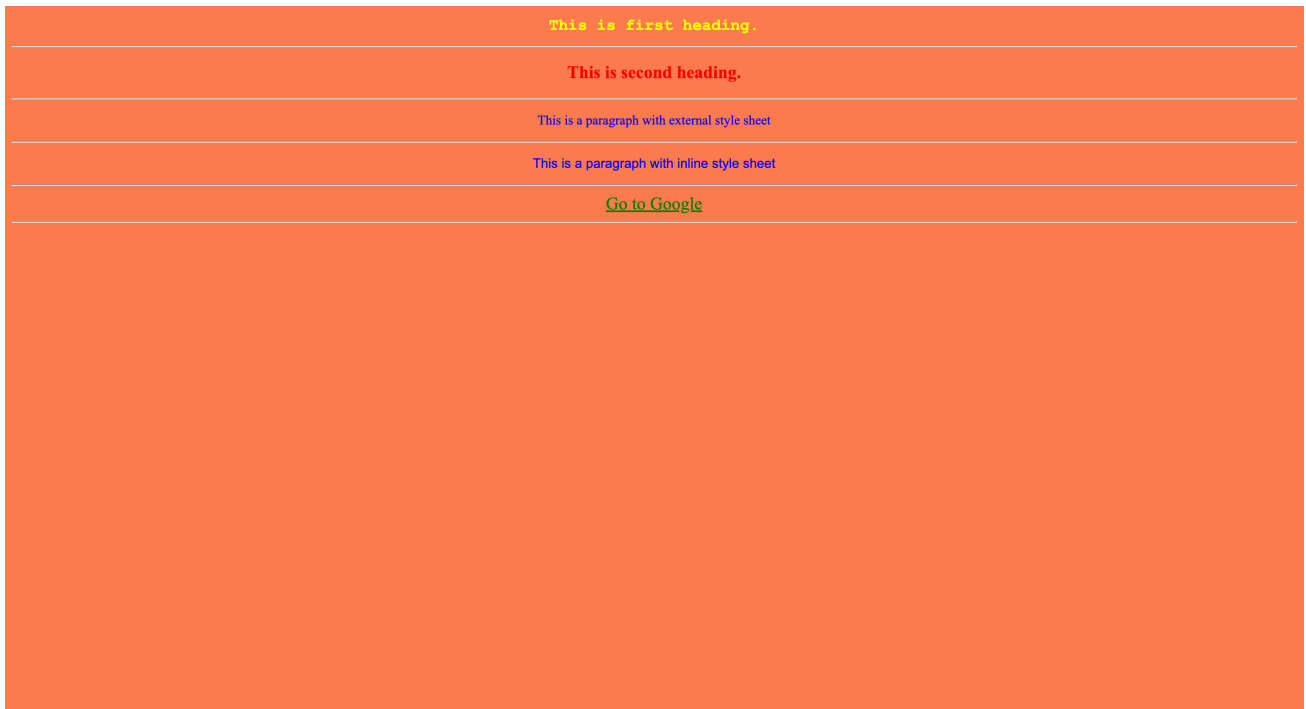 This is first heading.
This is second heading.
This is a paragraph with external style sheet
This is a paragraph with inline style sheet
Go to Google